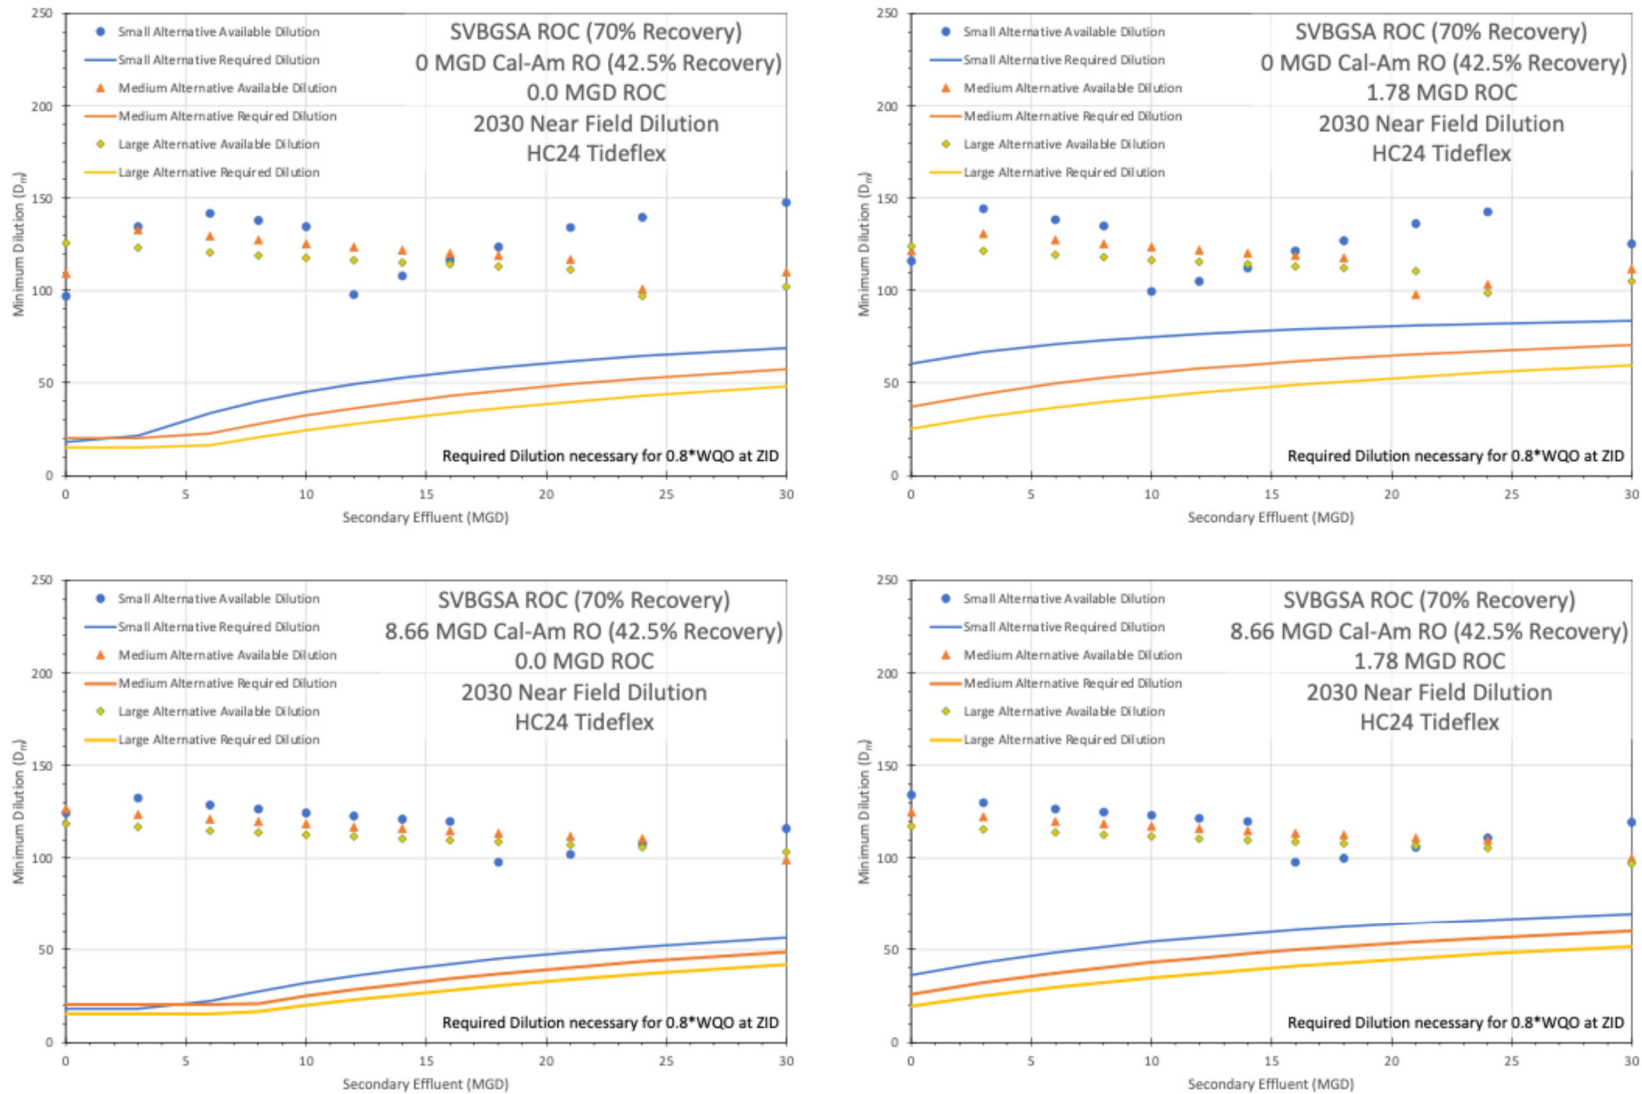 250
200
150
100
50
0
Minimum Dilution (Dm)
Small Alternative Available Dilution
Small Alternative Required Dilution
Medium Alternative Available Dilution
Medium Alternative Required Dilution
Large Alternative Available Dilution
Large Alternative Required Dilution
SVBGSA ROC (70% Recovery)
0 MGD Cal-Am RO (42.5% Recovery)
0.0 MGD ROC
2030 Near Field Dilution
HC24 Tideflex
Required Dilution necessary for 0.8*WQO at ZID
0 5 10 15 20 25 30
Secondary Effluent (MGD)
250
200
150
100
50
0
Minimum Dilution (Dm)
Small Alternative Available Dilution
Small Alternative Required Dilution
Medium Alternative Available Dilution
Medium Alternative Required Dilution
Large Alternative Available Dilution
Large Alternative Required Dilution
SVBGSA ROC (70% Recovery)
0 MGD Cal-Am RO (42.5% Recovery)
1.78 MGD ROC
2030 Near Field Dilution
HC24 Tideflex
Required Dilution necessary for 0.8*WQO at ZID
0 5 10 15 20 25 30
Secondary Effluent (MGD)
250
200
150
100
50
0
Minimum Dilution (Dm)
Small Alternative Available Dilution
Small Alternative Required Dilution
Medium Alternative Available Dilution
Medium Alternative Required Dilution
Large Alternative Available Dilution
Large Alternative Required Dilution
SVBGSA ROC (70% Recovery)
8.66 MGD Cal-Am RO (42.5% Recovery)
0.0 MGD ROC
2030 Near Field Dilution
HC24 Tideflex
Required Dilution necessary for 0.8*WQO at ZID
0 5 10 15 20 25 30
Secondary Effluent (MGD)
250
200
150
100
50
0
Minimum Dilution (Dm)
Small Alternative Available Dilution
Small Alternative Required Dilution
Medium Alternative Available Dilution
Medium Alternative Required Dilution
Large Alternative Available Dilution
Large Alternative Required Dilution
SVBGSA ROC (70% Recovery)
8.66 MGD Cal-Am RO (42.5% Recovery)
1.78 MGD ROC
2030 Near Field Dilution
HC24 Tideflex
Required Dilution necessary for 0.8*WQO at ZID
0 5 10 15 20 25 30
Secondary Effluent (MGD)